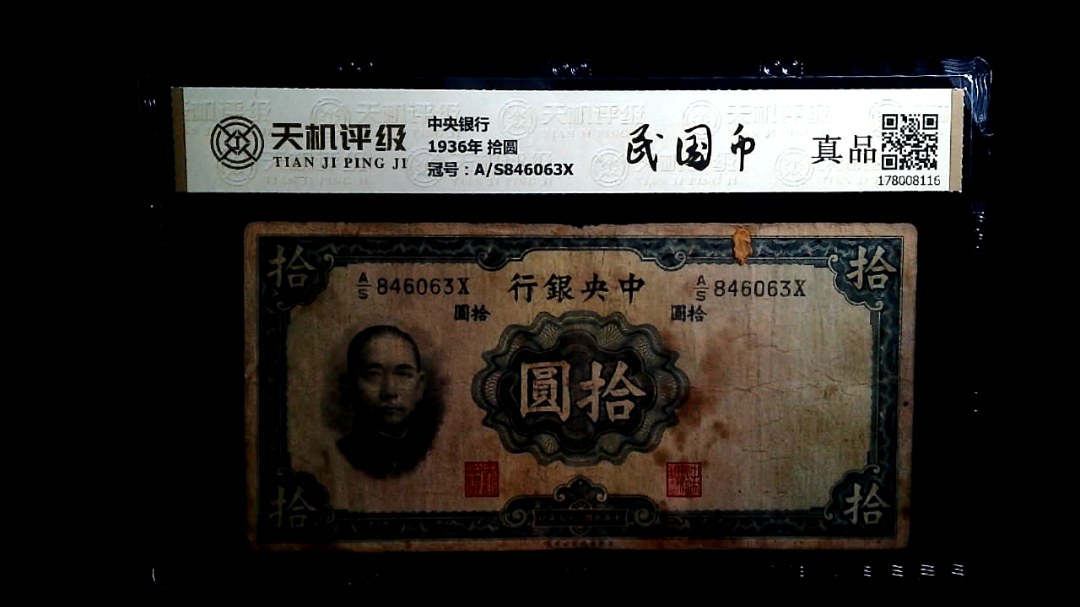 天机评级
TIAN JI PING JI
中央银行
1936年 拾圆
冠号：A/S846063X
民国币
真品
178008116
拾
拾
A/S 846063X
行銀央中
A/S 846063X
圓拾
圓拾
圓拾
拾
拾